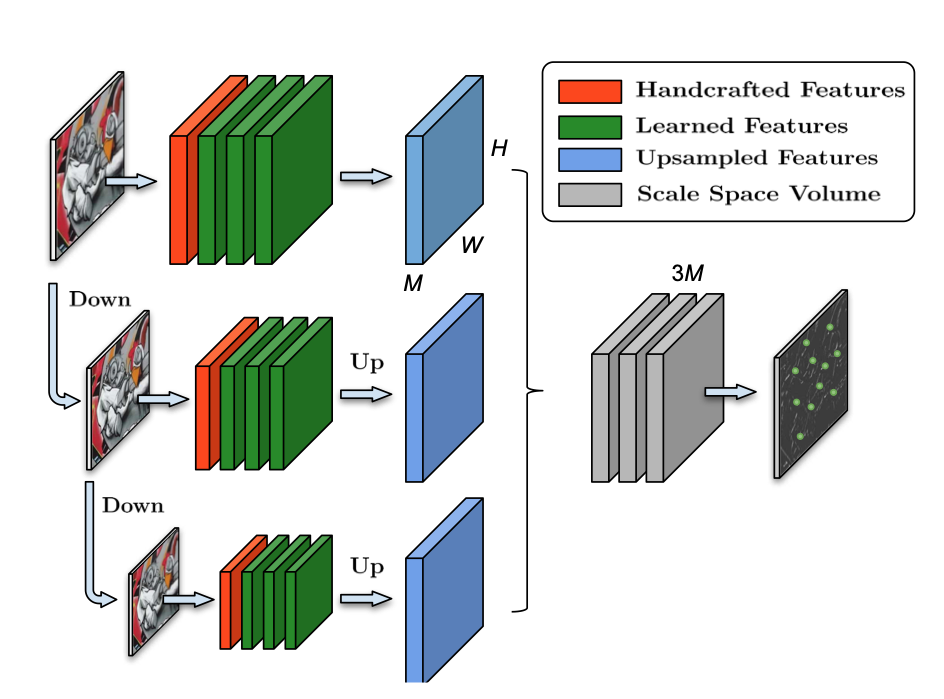 Handcrafted Features
Learned Features
Upsampled Features
Scale Space Volume
H
W
M
Down
3M
Up
Down
Up